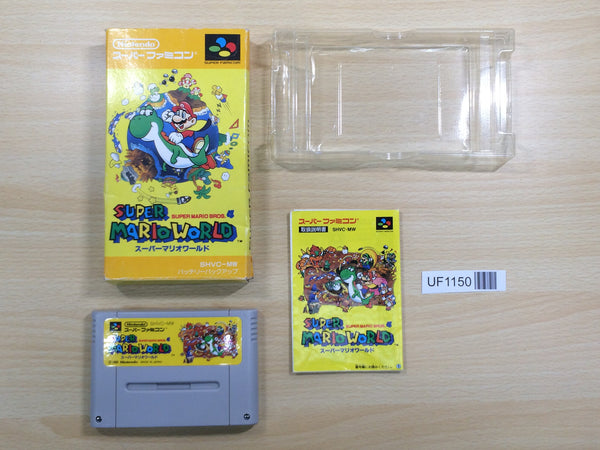 Nintendo
スーパーファミコン
SUPER FAMICOM
SUPER MARIO BROS. 4
SUPER
MARIO WORLD
TM
スーパーマリオワールド
SHVC-MW
バッテリーバックアップ
スーパーファミコン
取扱説明書 SHVC-MW
SUPER MARIO BROS. 4
SUPER
MARIO WORLD
スーパーマリオワールド
UF1150
Nintendo SHVC-MW
スーパーファミコン
SUPER
MARIO WORLD
スーパーマリオワールド
Nintendo